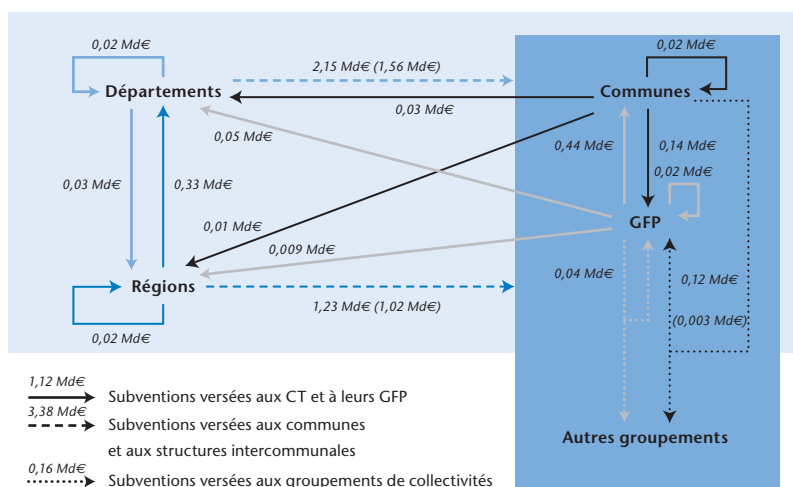 0,02 Md€
0,02 Md€
2,15 Md€ (1,56 Md€)
Départements
Communes
0,03 Md€
0,05 Md€
0,44 Md€
0,14 Md€
0,02 Md€
0,03 Md€
0,33 Md€
0,01 Md€
GFP
0,009 Md€
0,04 Md€
0,12 Md€
Régions
1,23 Md€ (1,02 Md€)
(0,003 Md€)
0,02 Md€
1,12 Md€
Subventions versées aux CT et à leurs GFP
3,38 Md€
Subventions versées aux communes
et aux structures intercommunales
Autres groupements
0,16 Md€
Subventions versées aux groupements de collectivités